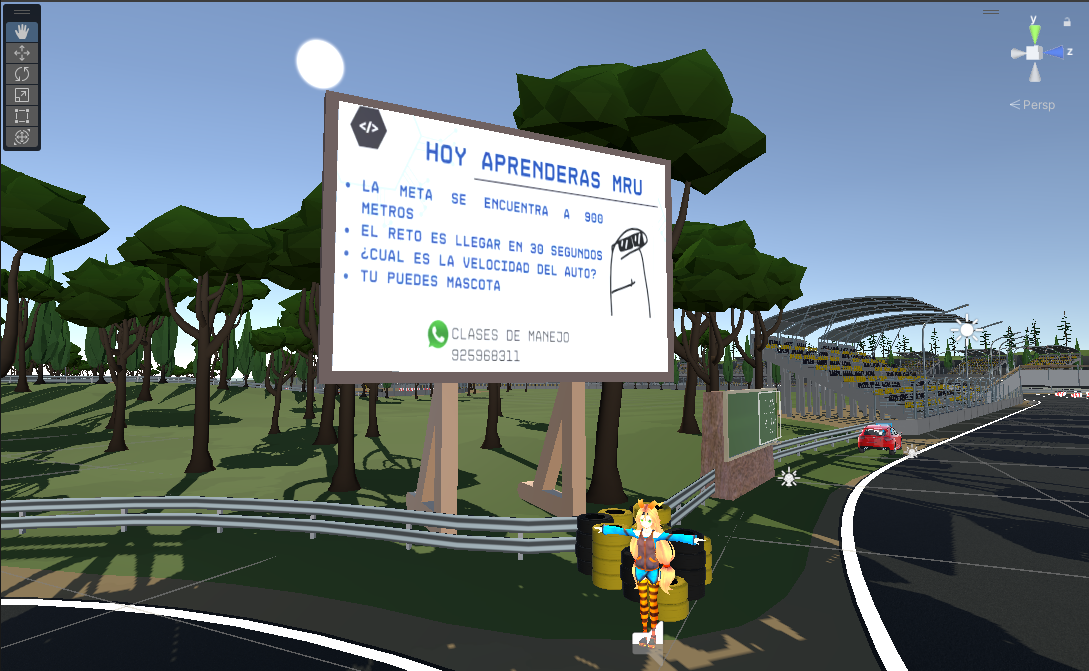 </>
HOY APRENDERAS MRU
• LA META SE ENCUENTRA A 900
METROS
• EL RETO ES LLEGAR EN 30 SEGUNDOS
• ¿CUAL ES LA VELOCIDAD DEL AUTO?
• TU PUEDES MASCOTA
CLASES DE MANEJO
925968311
y
z
Persp